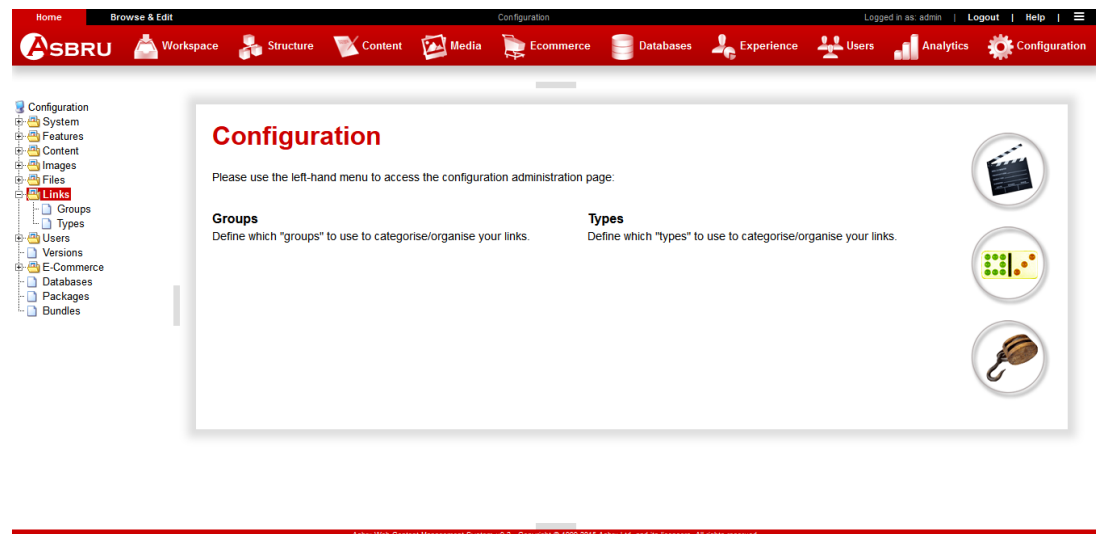 Home Browse & Edit Configuration Logged in as: admin | Logout | Help |
ASBRU Workspace Structure Content Media Ecommerce Databases Experience Users Analytics Configuration
Configuration
System
Features
Content
Images
Files
Links
Groups
Types
Users
Versions
E-Commerce
Databases
Packages
Bundles
Configuration
Please use the left-hand menu to access the configuration administration page:
Groups
Define which "groups" to use to categorise/organise your links.
Types
Define which "types" to use to categorise/organise your links.